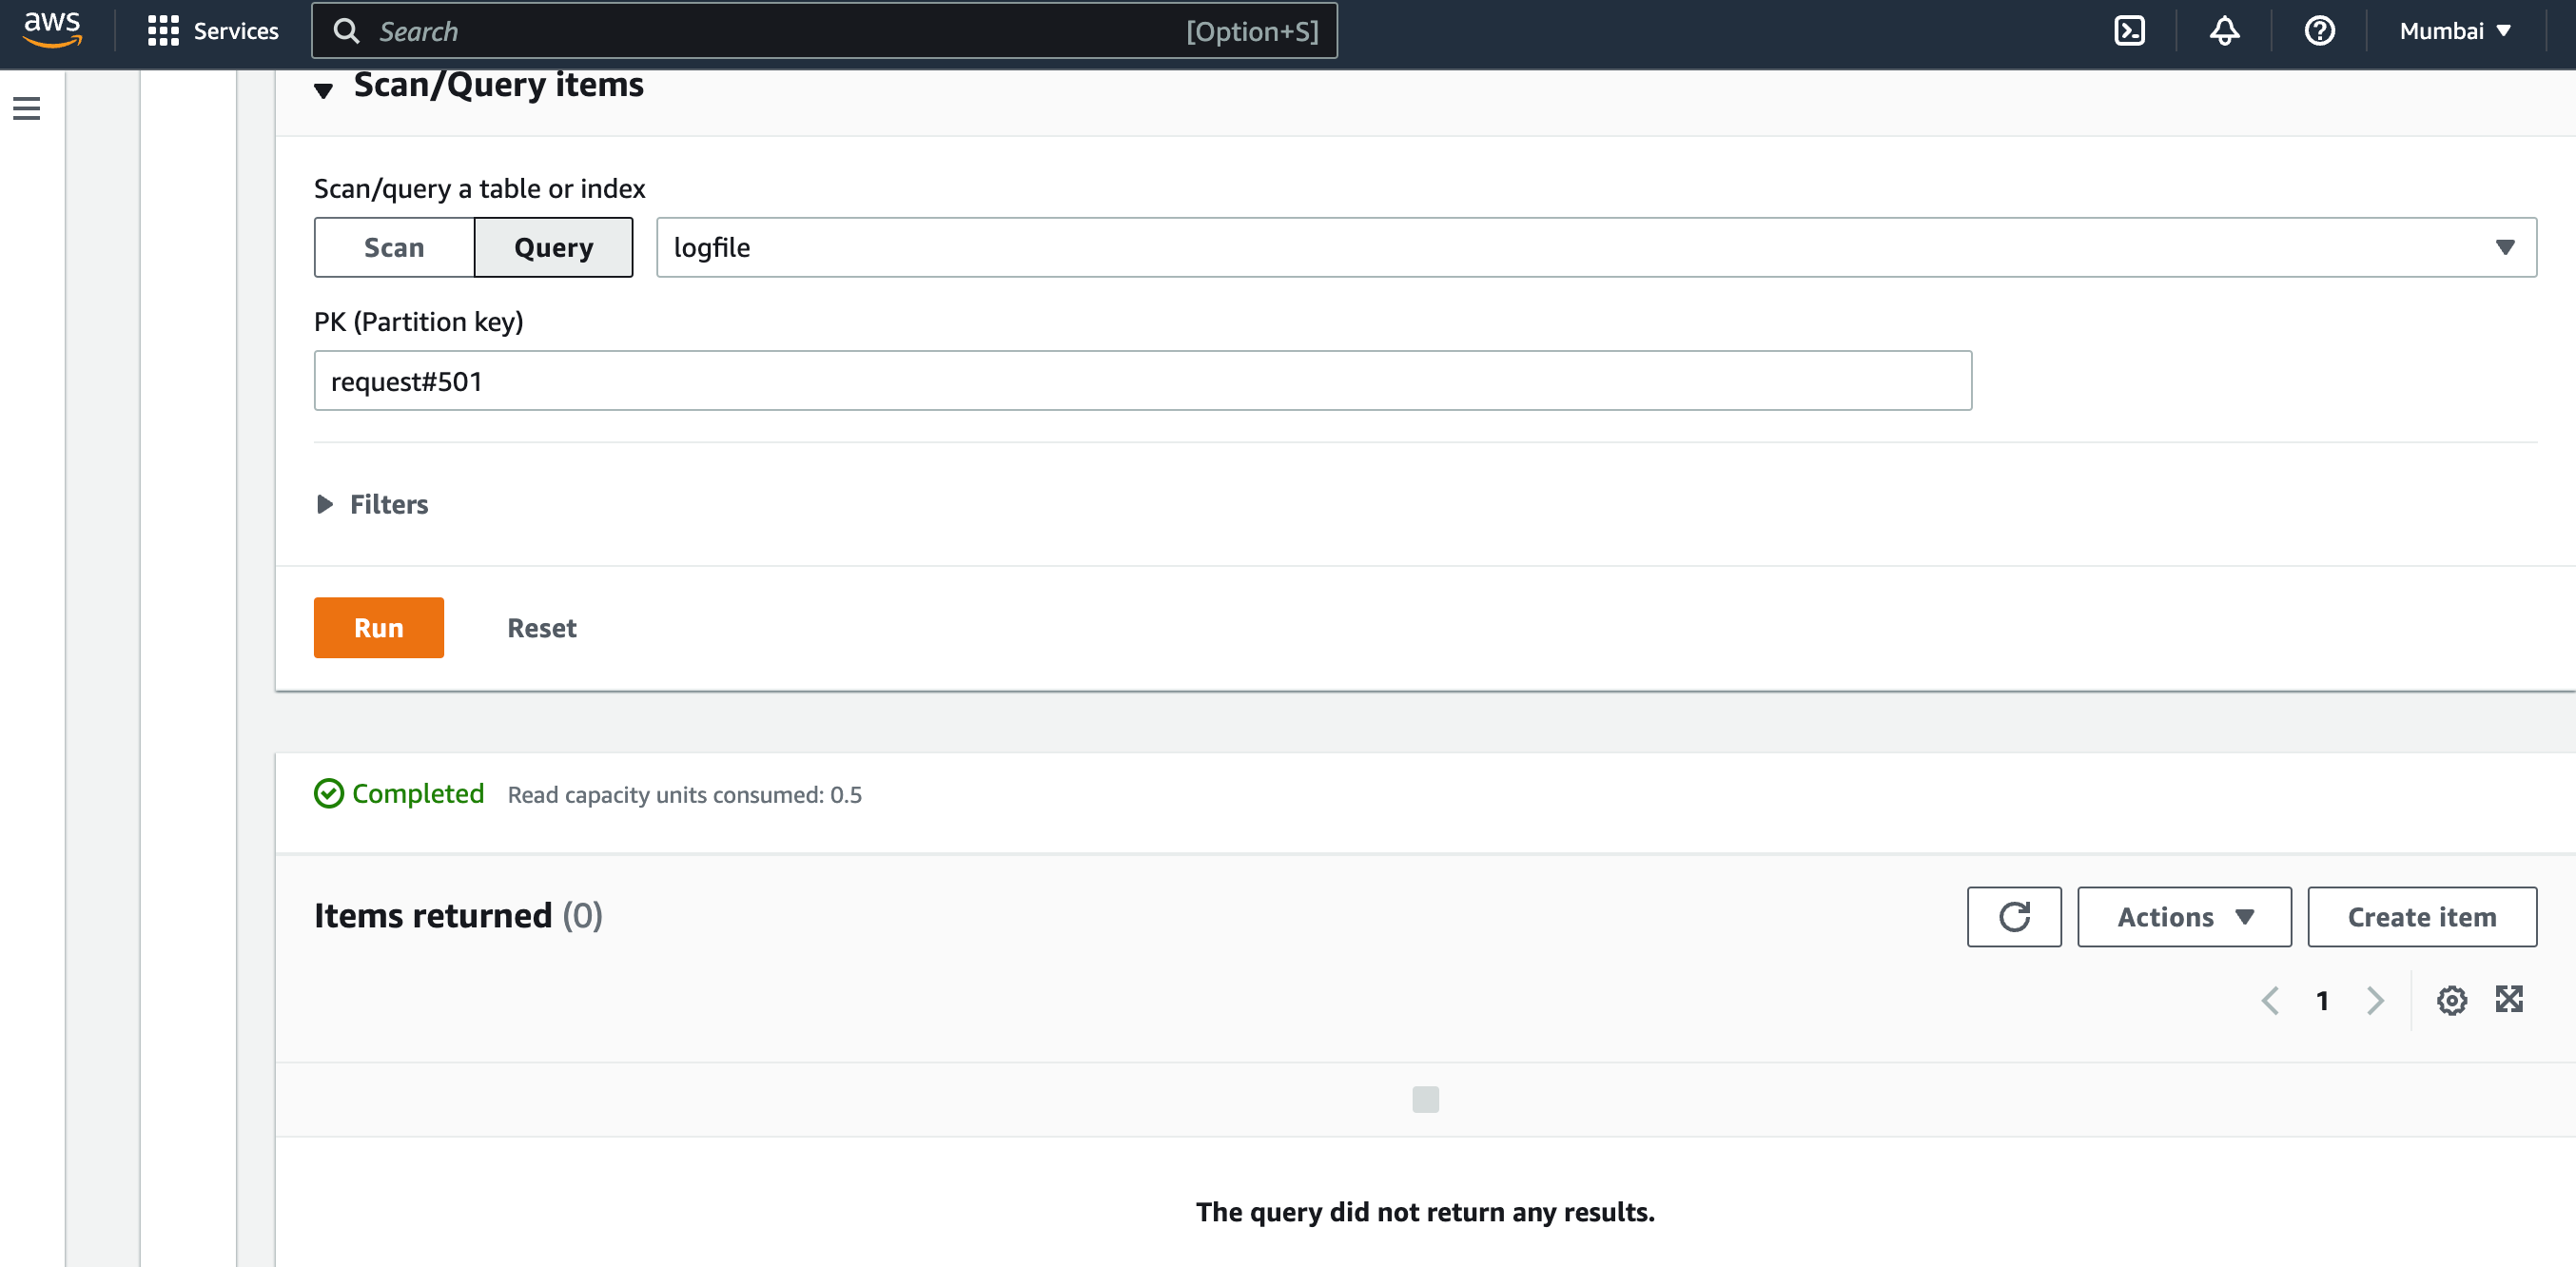 aws
Services
Search [Option+S]
Mumbai
Scan/Query items
Scan/query a table or index
Scan Query logfile
PK (Partition key)
request#501
Filters
Run Reset
Completed Read capacity units consumed: 0.5
Items returned (0)
Actions Create item
1
The query did not return any results.